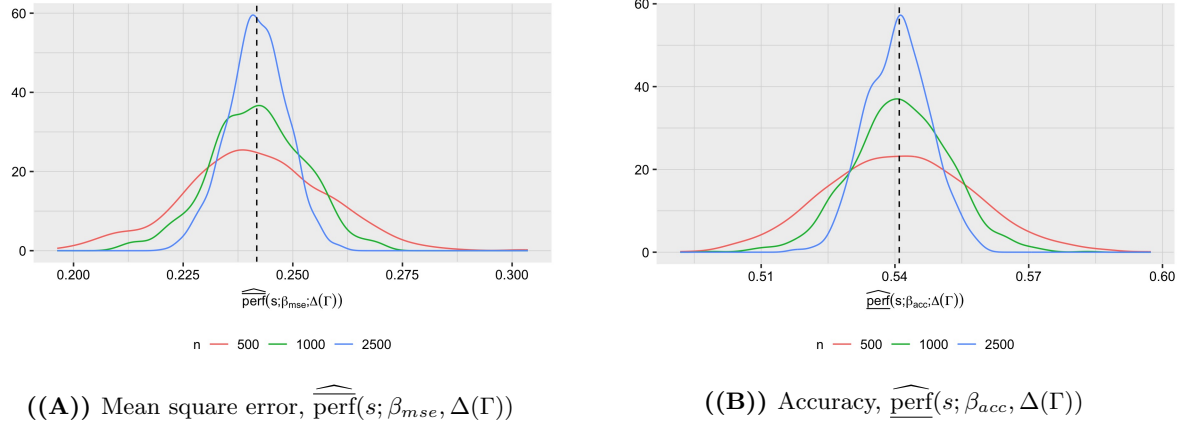 60
40
20
0
0.200 0.225 0.250 0.275 0.300
perf(s;βmse;Δ(Γ))
n 500 1000 2500
((A)) Mean square error, perf(s; βmse, Δ(Γ))
60
40
20
0
0.51 0.54 0.57 0.60
perf(s;βacc;Δ(Γ))
n 500 1000 2500
((B)) Accuracy, perf(s; βacc, Δ(Γ))